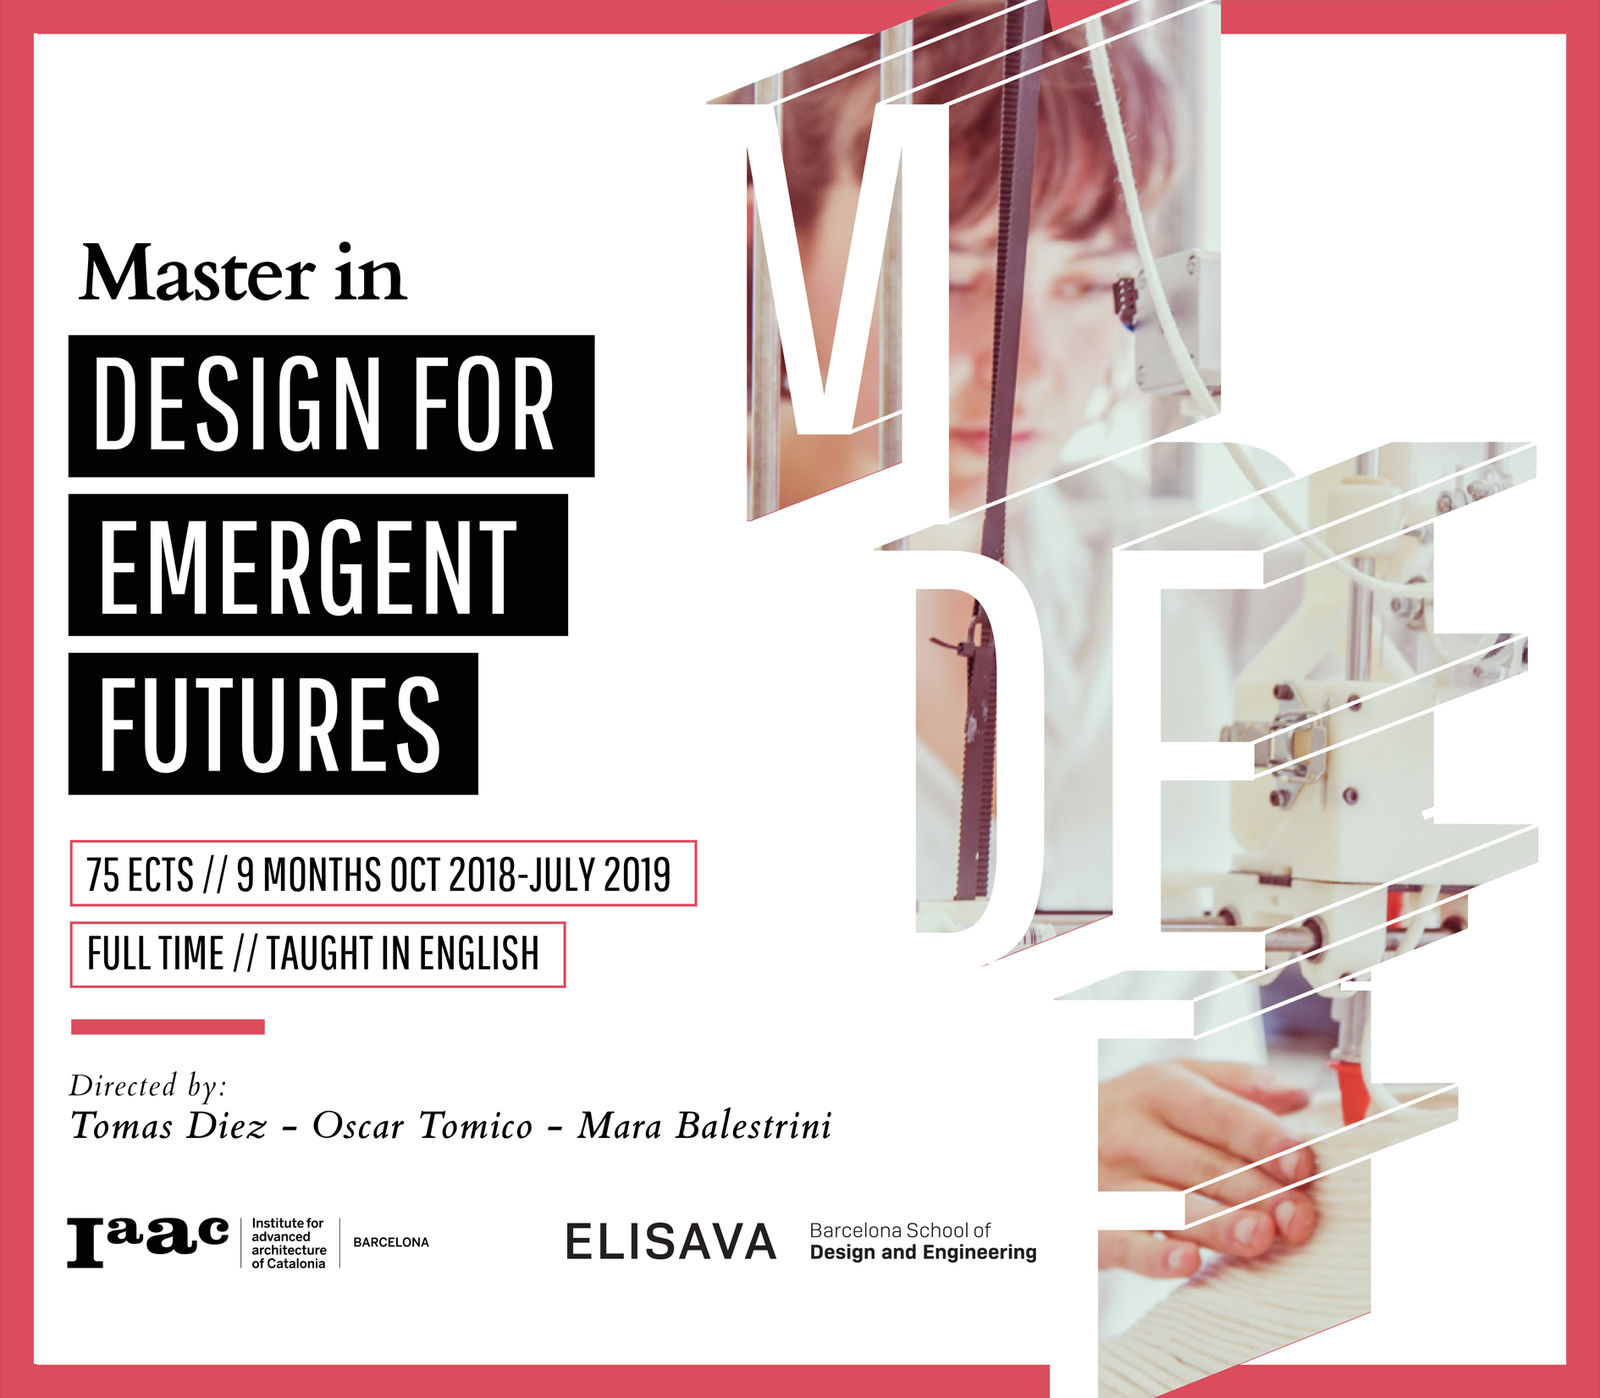 Master in
DESIGN FOR
EMERGENT
FUTURES
75 ECTS // 9 MONTHS OCT 2018-JULY 2019
FULL TIME // TAUGHT IN ENGLISH
Directed by:
Tomas Diez - Oscar Tomico - Mara Balestrini
Iaac
Institute for
advanced
architecture
of Catalonia
BARCELONA
ELISAVA
Barcelona School of
Design and Engineering
M
DE
F